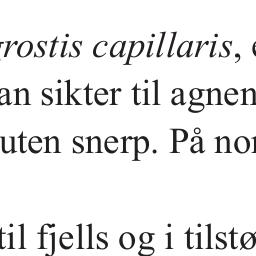 grostis capillaris,
an sikter til agnen
uten snerp. På nor
til fjells og i tilstø